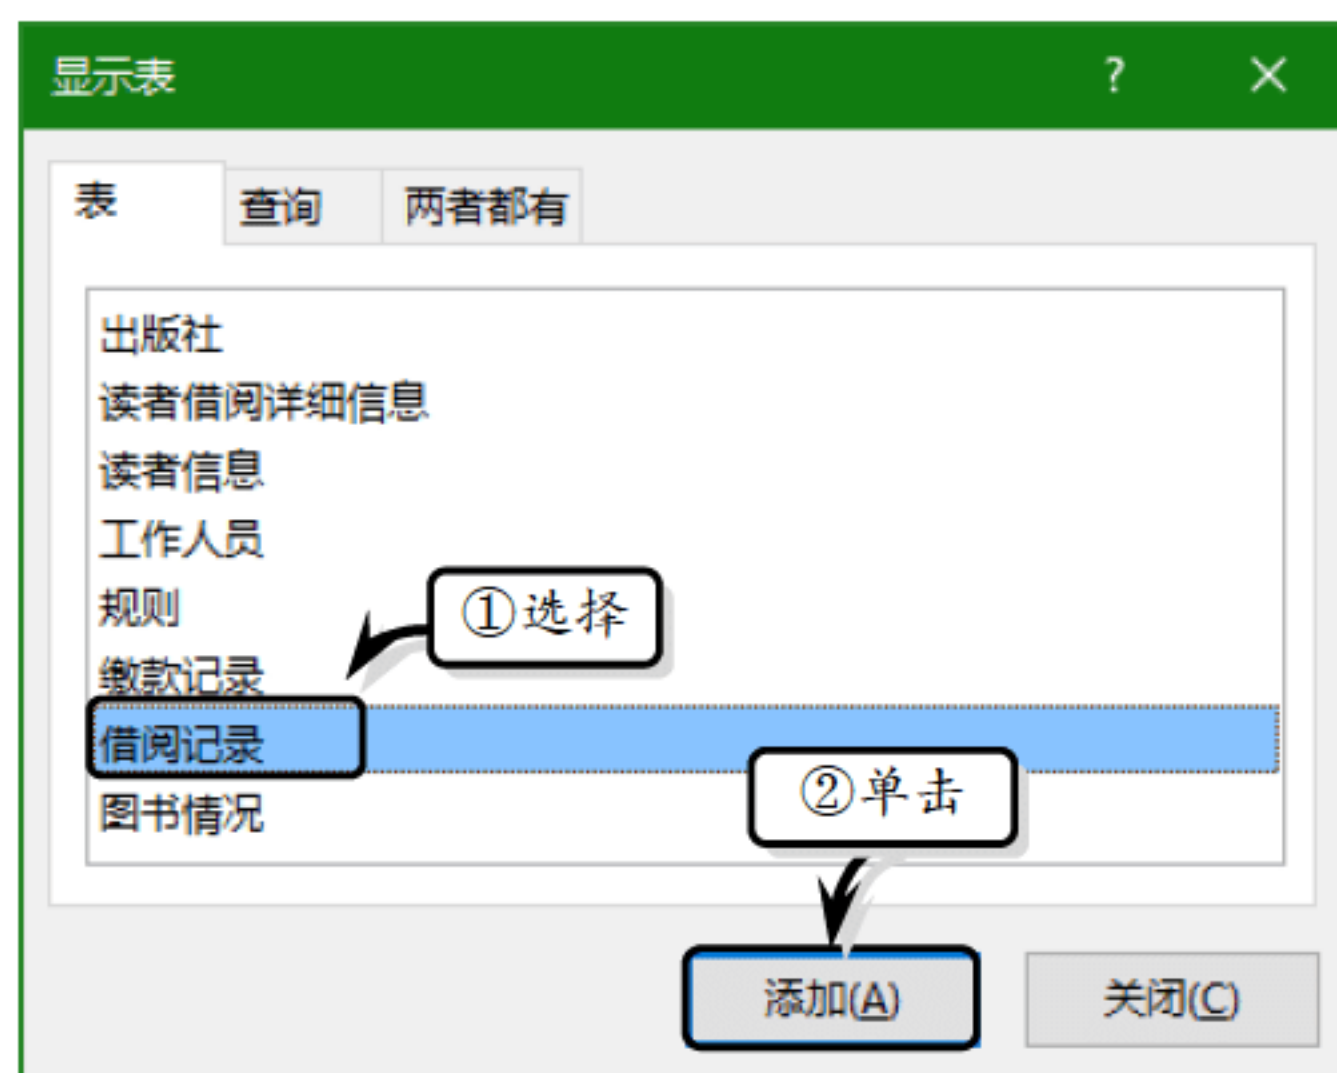 显示表
表 查询 两者都有
出版社
读者借阅详细信息
读者信息
工作人员
规则
①选择
缴款记录
借阅记录
②单击
图书情况
添加(A) 关闭(C)